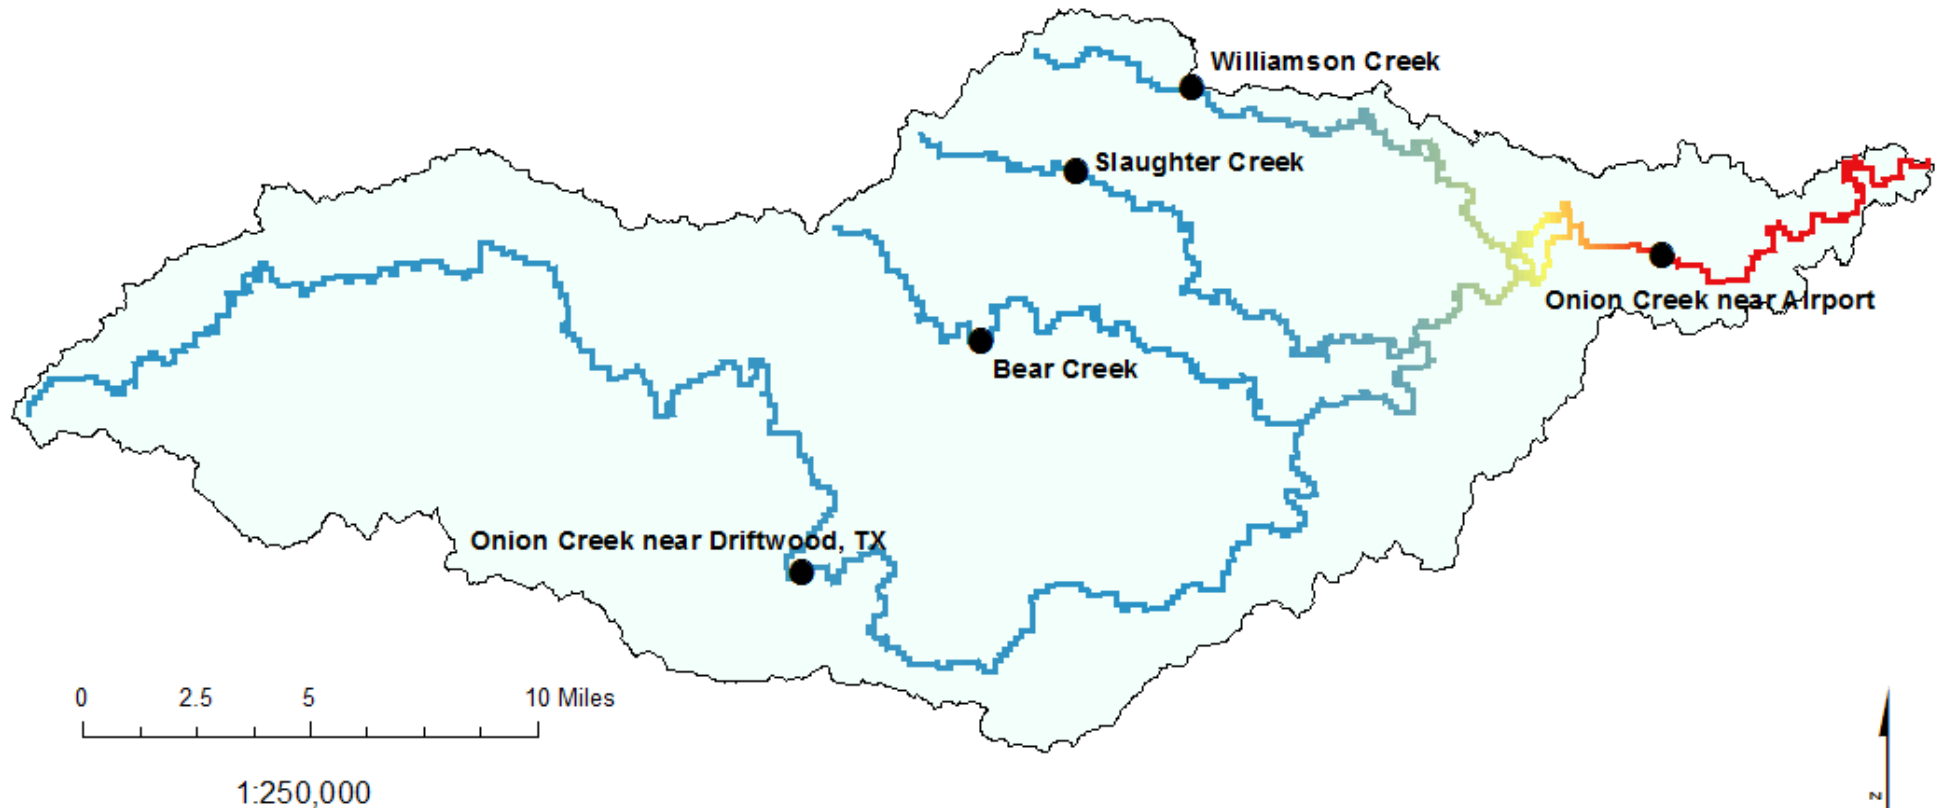 Williamson Creek
Slaughter Creek
Onion Creek near Airport
Bear Creek
Onion Creek near Driftwood, TX
0 2.5 5 10 Miles
1:250,000
N